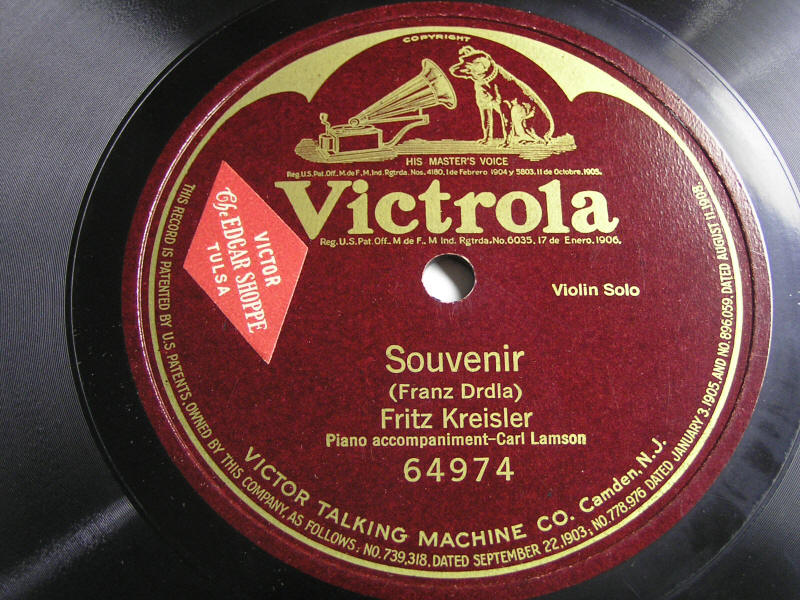 COPYRIGHT
HIS MASTER'S VOICE
Reg.U.S.Pat.Off.M.de F.,M.Ind.Rgtrda.Nos.4180,1.de Febrero 1904 y 5803,11.de Octobre,1905.
Victrola
Reg.U.S.Pat.Off.M de F., M Ind. Rgtrda.No.6035. 17 de Enero.1906.
VICTOR
The EDGAR SHOPPE
TULSA
Violin Solo
Souvenir
(Franz Drdla)
Fritz Kreisler
Piano accompaniment-Carl Lamson
64974
VICTOR TALKING MACHINE CO. Camden, N.J.
THIS RECORD IS PATENTED BY U.S. PATENTS, OWNED BY THIS COMPANY, AS FOLLOWS; NO.739,318, DATED SEPTEMBER 22,1903; NO.778,976 DATED JANUARY 3,1905, AND NO.896,059, DATED AUGUST 11, 1908.